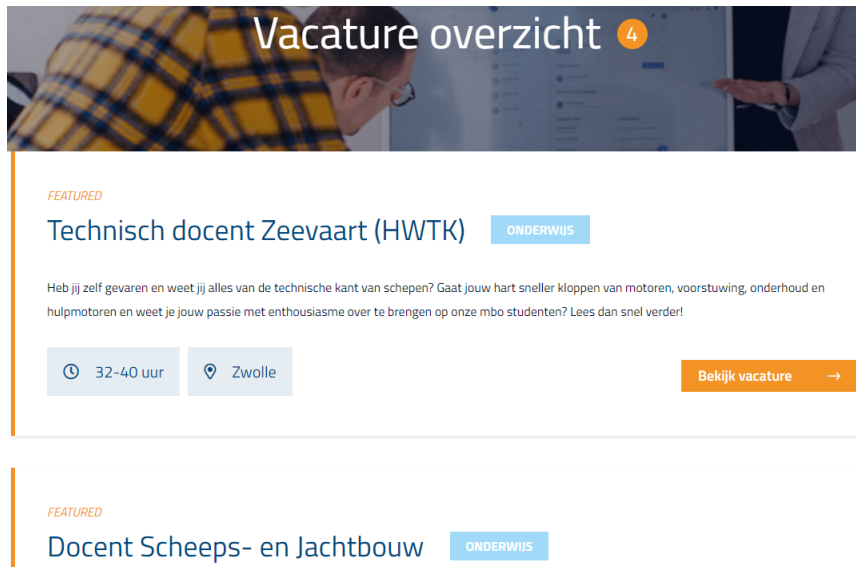 Vacature overzicht 4
FEATURED
Technisch docent Zeevaart (HWTK) ONDERWIJS
Heb jij zelf gevaren en weet jij alles van de technische kant van schepen? Gaat jouw hart sneller kloppen van motoren, voorstuwing, onderhoud en
hulpmotoren en weet je jouw passie met enthousiasme over te brengen op onze mbo studenten? Lees dan snel verder!
32-40 uur Zwolle Bekijk vacature →
FEATURED
Docent Scheeps- en Jachtbouw ONDERWIJS